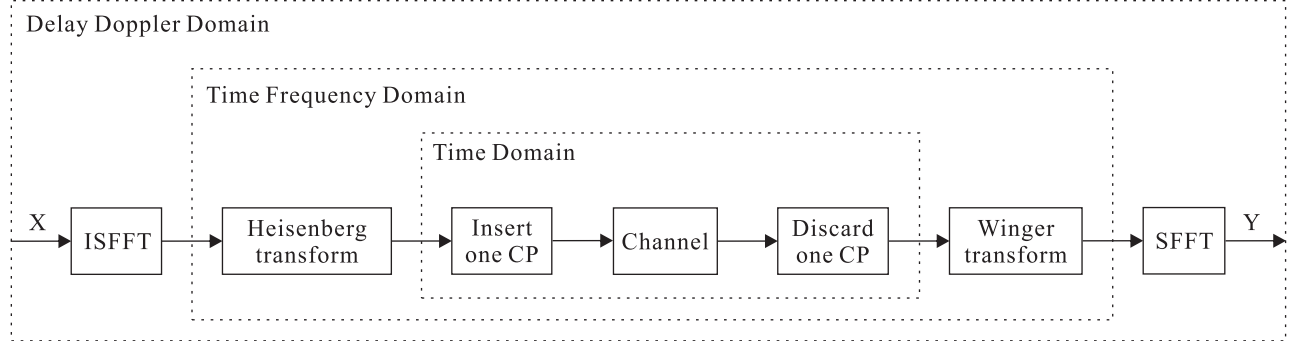 Delay Doppler Domain
Time Frequency Domain
Time Domain
X
ISFFT
Heisenberg
transform
Insert
one CP
Channel
Discard
one CP
Winger
transform
SFFT
Y